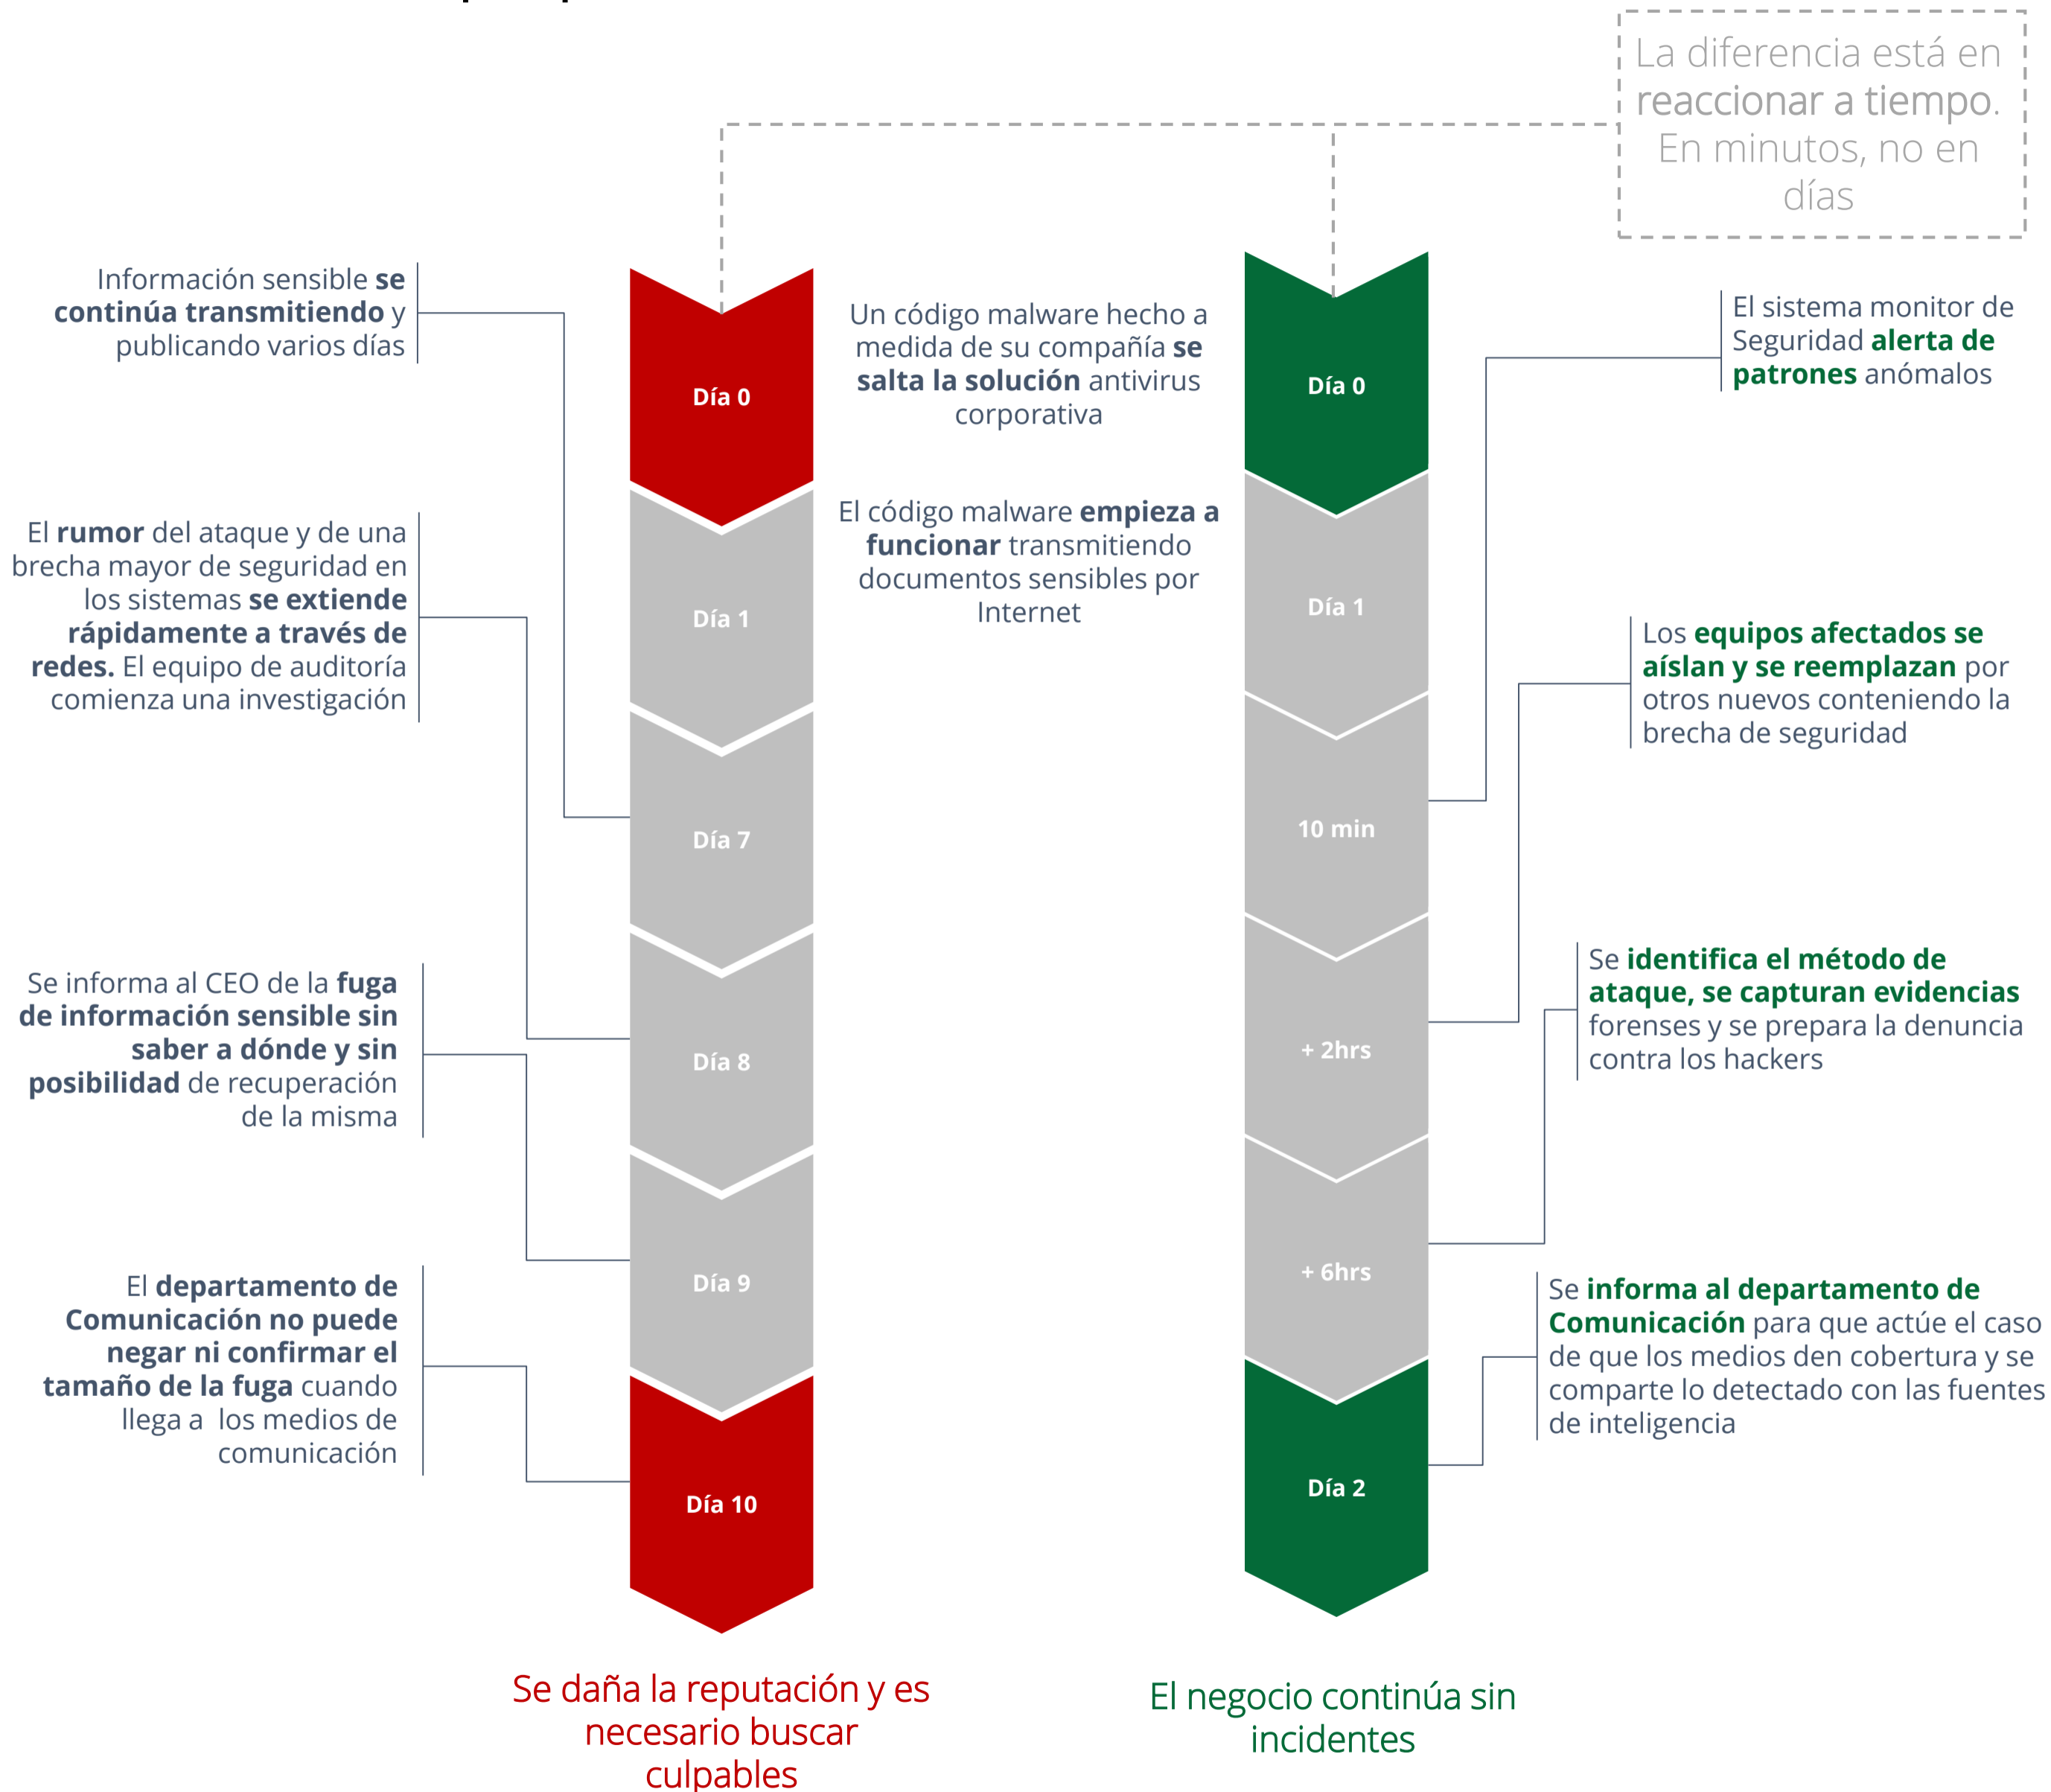 La diferencia está en
reaccionar a tiempo.
En minutos, no en
días
Información sensible se
continúa transmitiendo y
publicando varios días
El rumor del ataque y de una
brecha mayor de seguridad en
los sistemas se extiende
rápidamente a través de
redes. El equipo de auditoría
comienza una investigación
Se informa al CEO de la fuga
de información sensible sin
saber a dónde y sin
posibilidad de recuperación
de la misma
El departamento de
Comunicación no puede
negar ni confirmar el
tamaño de la fuga cuando
llega a  los medios de
comunicación
Día 0
Día 1
Día 7
Día 8
Día 9
Día 10
Se daña la reputación y es
necesario buscar
culpables
Un código malware hecho a
medida de su compañía se
salta la solución antivirus
corporativa
El código malware empieza a
funcionar transmitiendo
documentos sensibles por
Internet
Día 0
Día 1
10 min
+ 2hrs
+ 6hrs
Día 2
El negocio continúa sin
incidentes
El sistema monitor de
Seguridad alerta de
patrones anómalos
Los equipos afectados se
aíslan y se reemplazan por
otros nuevos conteniendo la
brecha de seguridad
Se identifica el método de
ataque, se capturan evidencias
forenses y se prepara la denuncia
contra los hackers
Se informa al departamento de
Comunicación para que actúe el caso
de que los medios den cobertura y se
comparte lo detectado con las fuentes
de inteligencia